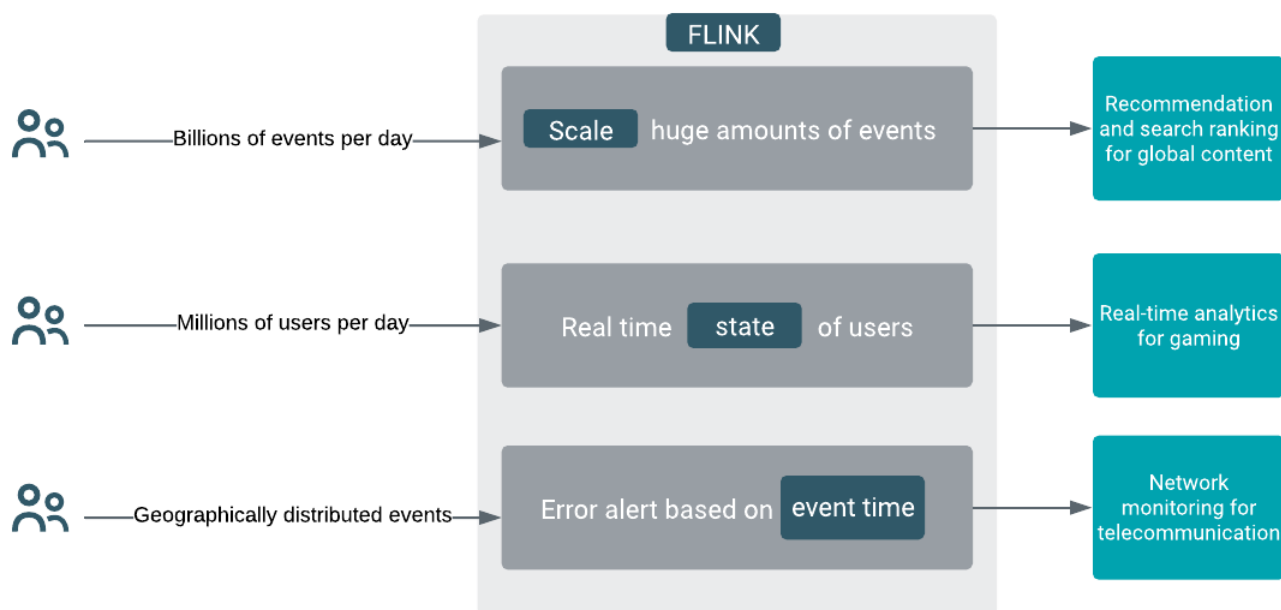 FLINK
Billions of events per day
Scale huge amounts of events
Recommendation
and search ranking
for global content
Millions of users per day
Real time state of users
Real-time analytics
for gaming
Geographically distributed events
Error alert based on event time
Network
monitoring for
telecommunication